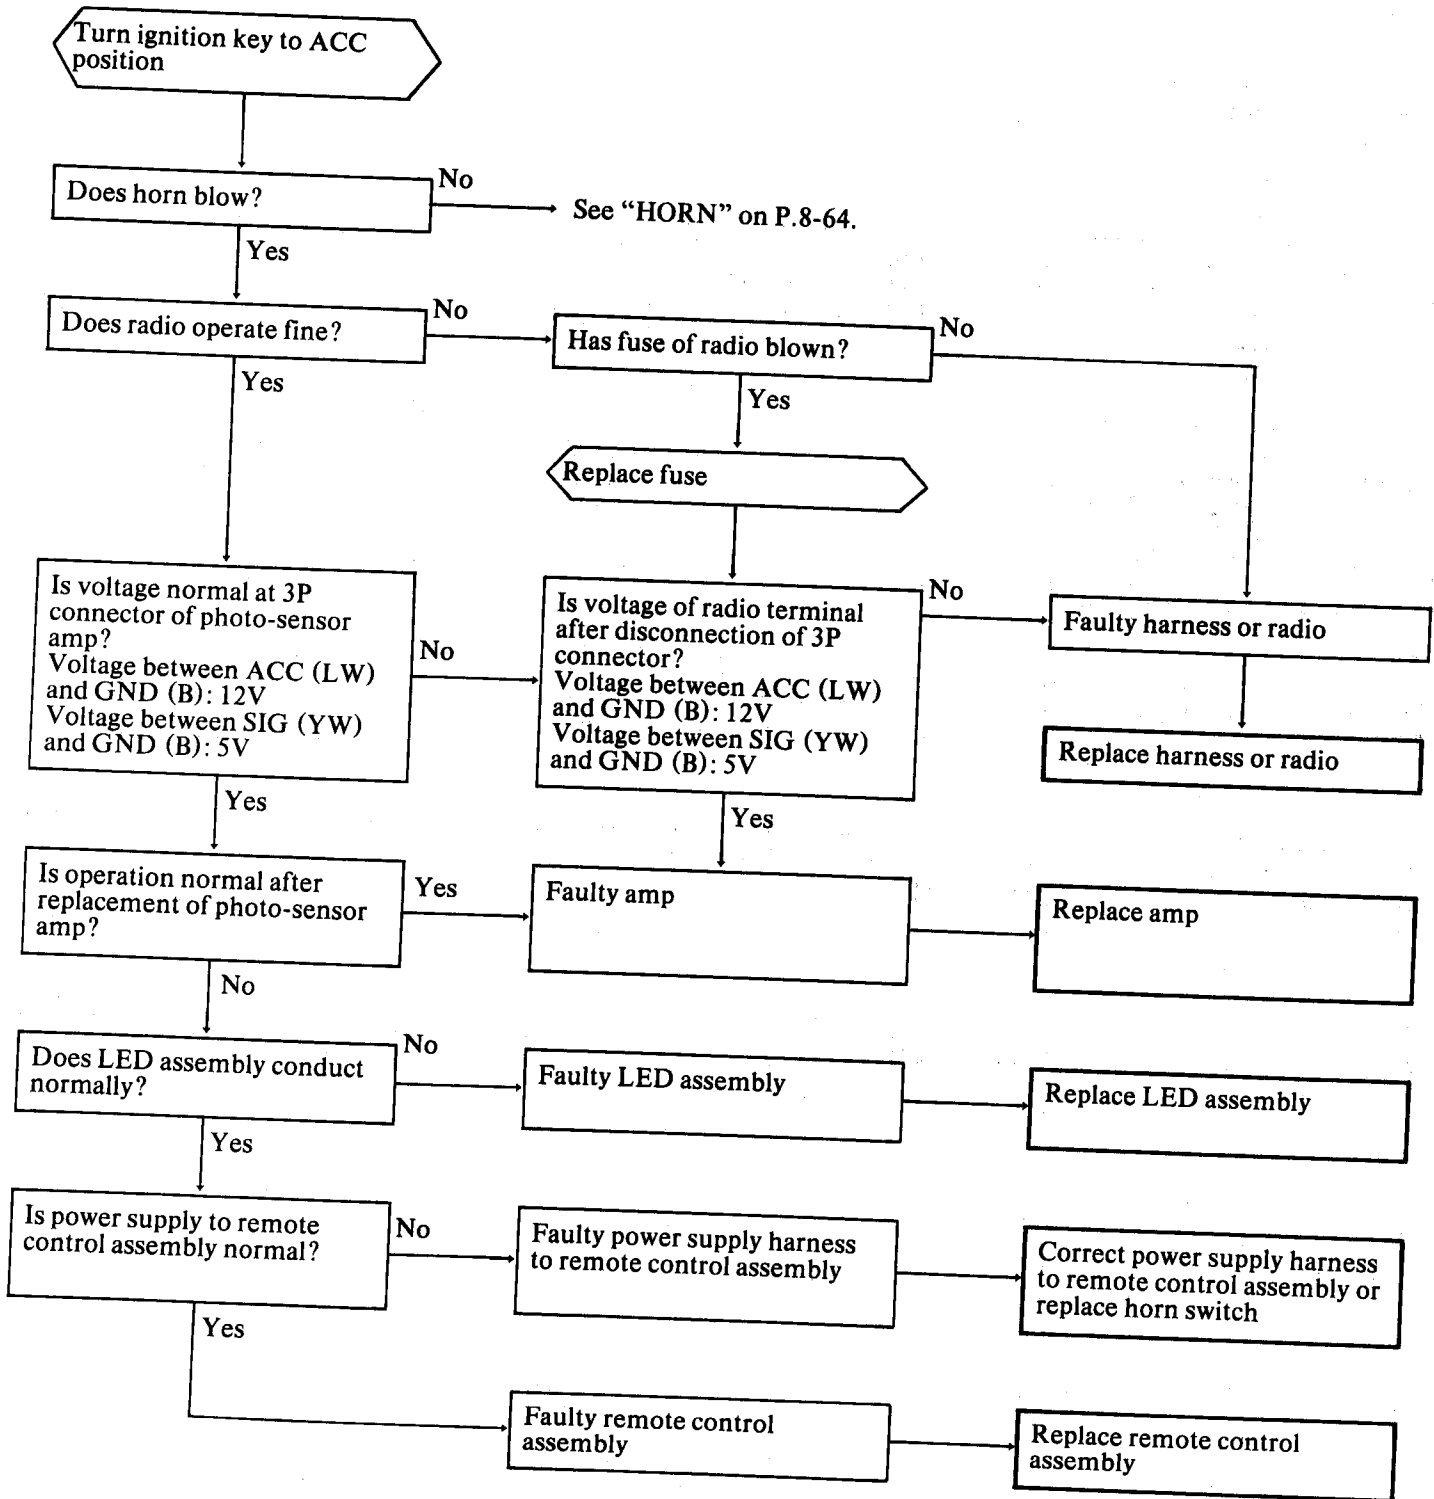 Turn ignition key to ACC
position
Does horn blow?
No
See “HORN” on P.8-64.
Yes
Does radio operate fine?
No
Has fuse of radio blown?
No
Yes
Yes
Replace fuse
Is voltage normal at 3P
connector of photo-sensor
amp?
Voltage between ACC (LW)
and GND (B): 12V
Voltage between SIG (YW)
and GND (B): 5V
No
Is voltage of radio terminal
after disconnection of 3P
connector?
Voltage between ACC (LW)
and GND (B): 12V
Voltage between SIG (YW)
and GND (B): 5V
No
Faulty harness or radio
Replace harness or radio
Yes
Yes
Is operation normal after
replacement of photo-sensor
amp?
Yes
Faulty amp
Replace amp
No
Does LED assembly conduct
normally?
No
Faulty LED assembly
Replace LED assembly
Yes
Is power supply to remote
control assembly normal?
No
Faulty power supply harness
to remote control assembly
Correct power supply harness
to remote control assembly or
replace horn switch
Yes
Faulty remote control
assembly
Replace remote control
assembly